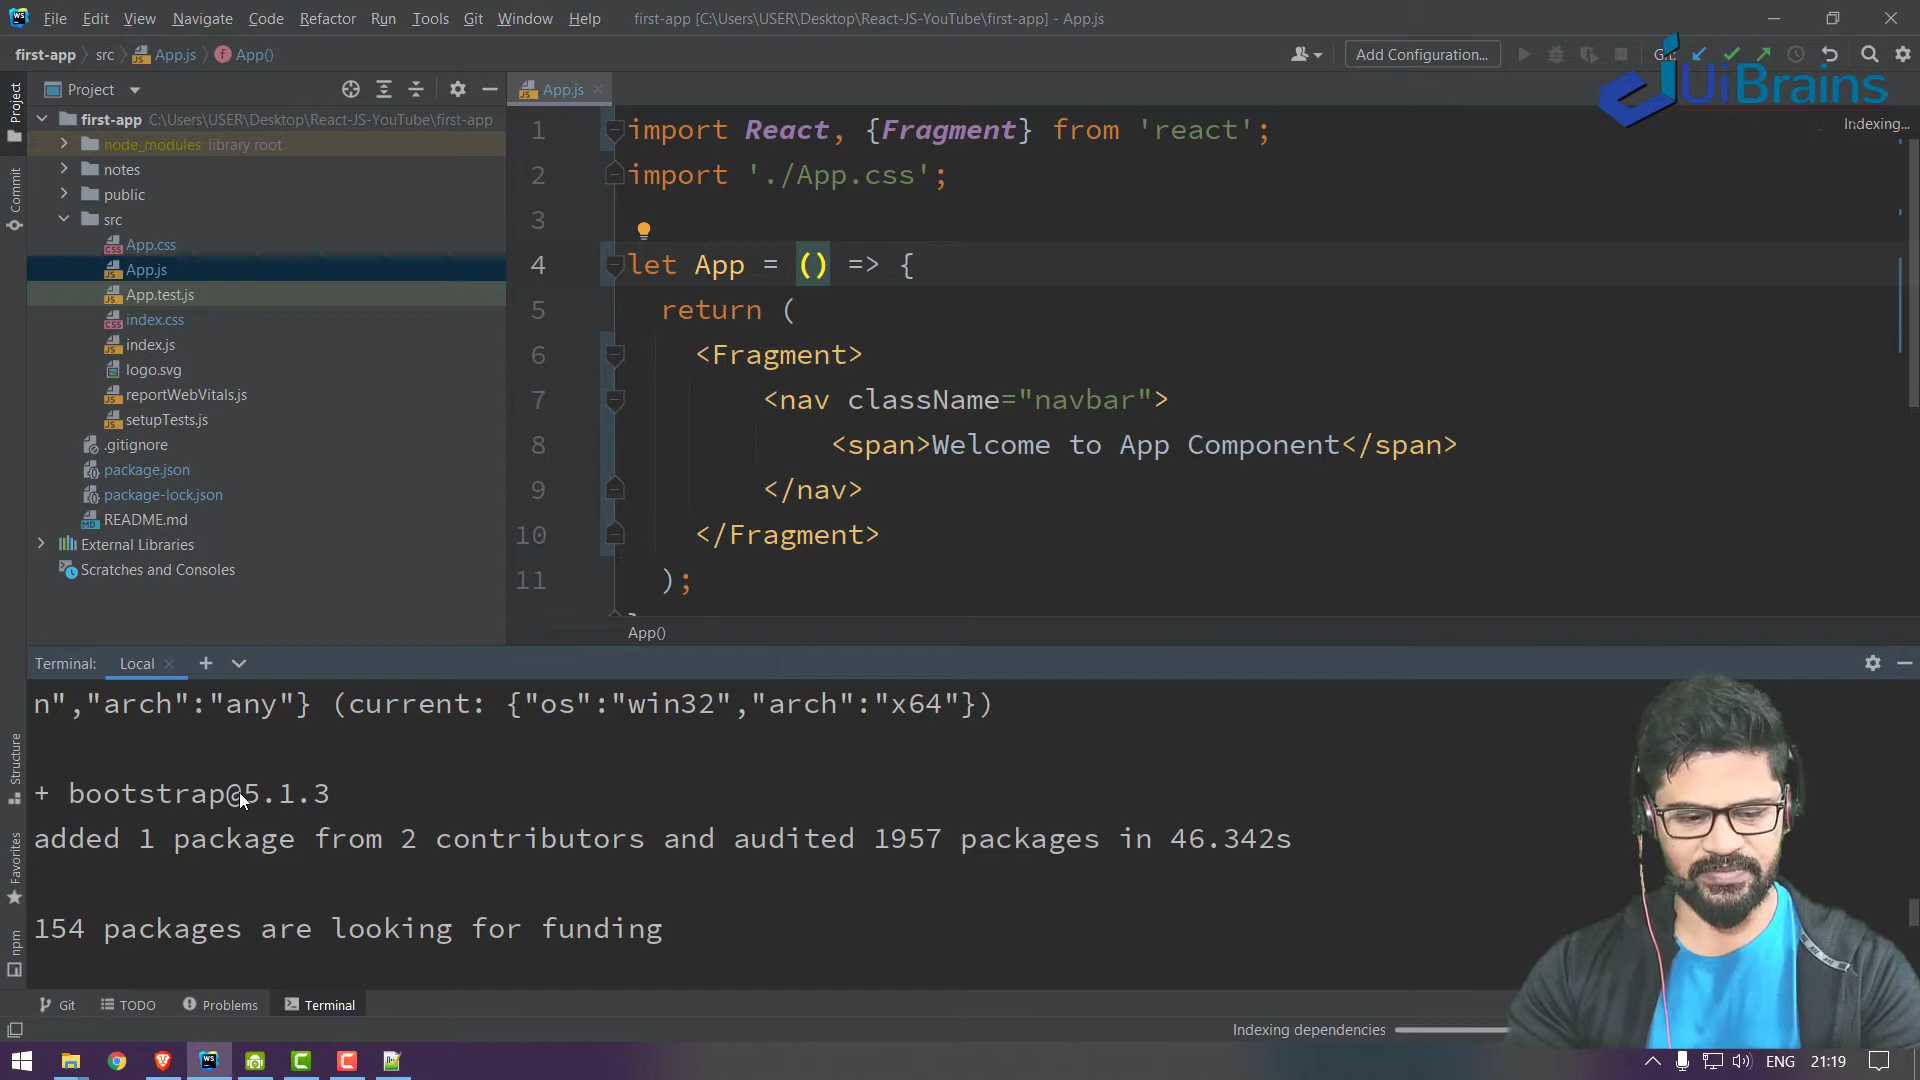 File Edit View Navigate Code Refactor Run Tools Git Window Help first-app [C:\Users\USER\Desktop\React-JS-YouTube\first-app] - App.js
first-app src App.js App() Add Configuration... Git:
UiBrains
Project App.js
Indexing...
first-app C:\Users\USER\Desktop\React-JS-YouTube\first-app
node_modules library root
notes
public
src
App.css
App.js
App.test.js
index.css
index.js
logo.svg
reportWebVitals.js
setupTests.js
.gitignore
package.json
package-lock.json
README.md
External Libraries
Scratches and Consoles
Project
Commit
Structure
Favorites
npm
1 import React, {Fragment} from 'react';
2 import './App.css';
3
4 let App = () => {
5 return (
6 <Fragment>
7 <nav className="navbar">
8 <span>Welcome to App Component</span>
9 </nav>
10 </Fragment>
11 );
App()
Terminal: Local
n","arch":"any"} (current: {"os":"win32","arch":"x64"})
+ bootstrap@5.1.3
added 1 package from 2 contributors and audited 1957 packages in 46.342s
154 packages are looking for funding
Git TODO Problems Terminal
Indexing dependencies
ENG 21:19